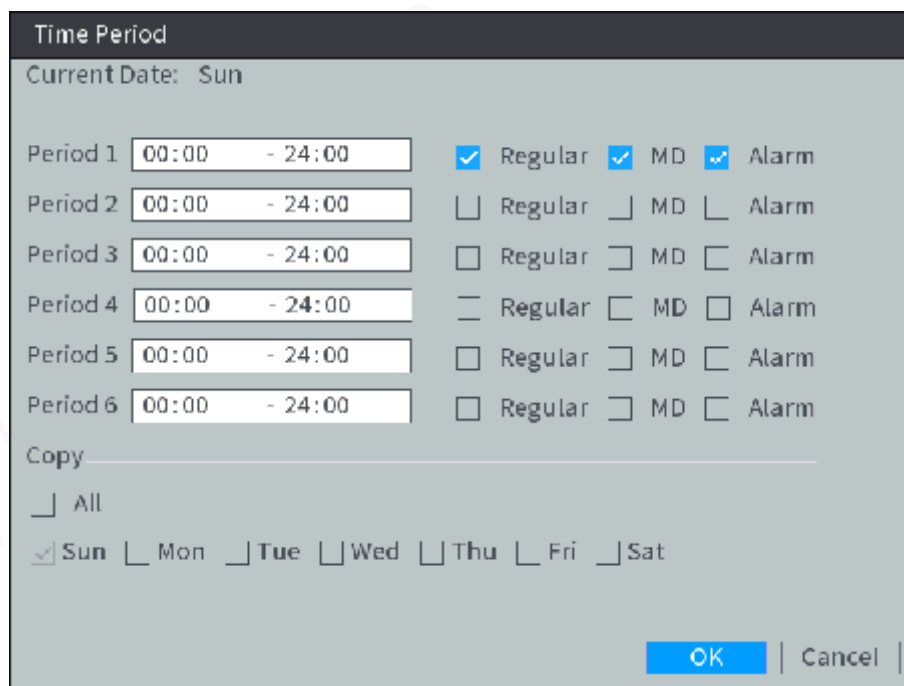 Time Period
Current Date: Sun
Period 1 00:00 - 24:00 Regular MD Alarm
Period 2 00:00 - 24:00 Regular MD Alarm
Period 3 00:00 - 24:00 Regular MD Alarm
Period 4 00:00 - 24:00 Regular MD Alarm
Period 5 00:00 - 24:00 Regular MD Alarm
Period 6 00:00 - 24:00 Regular MD Alarm
Copy
All
Sun Mon Tue Wed Thu Fri Sat
OK Cancel